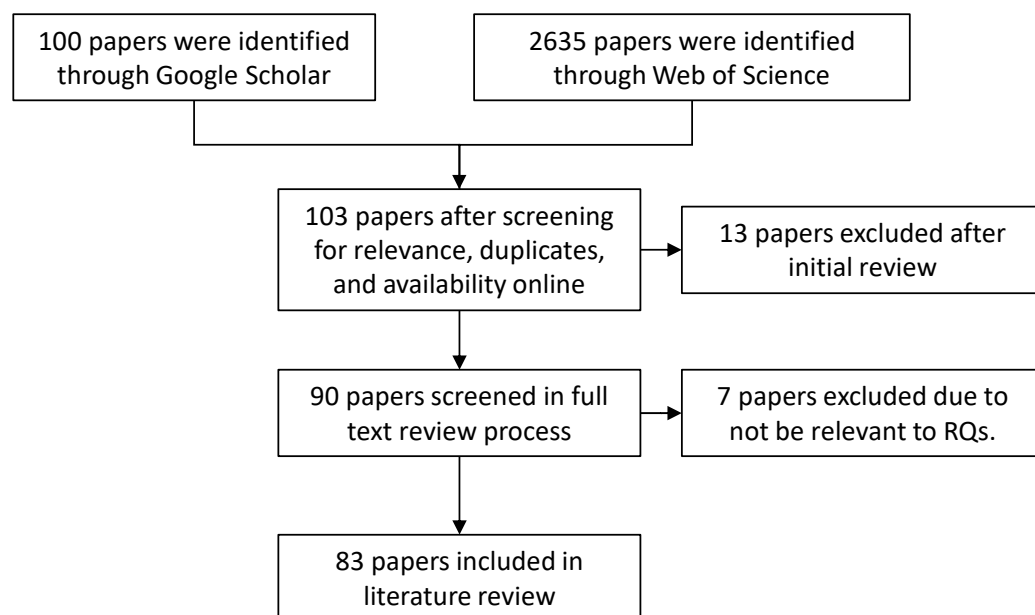 100 papers were identified
through Google Scholar
2635 papers were identified
through Web of Science
103 papers after screening
for relevance, duplicates,
and availability online
13 papers excluded after
initial review
90 papers screened in full
text review process
7 papers excluded due to
not be relevant to RQs.
83 papers included in
literature review